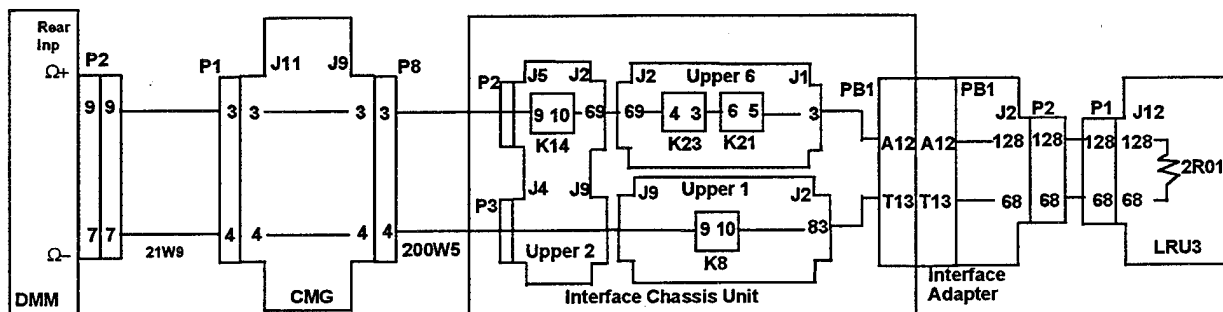 Rear
Inp
Ω+
P2
9 9
Ω−
7 7
DMM
21W9
P1
J11 J9
P8
3 3 3 3
4 4 4 4
CMG
200W5
P2
J5 J2
9 10 69
K14
P3
J4 J9
Upper 2
J2 Upper 6 J1
69 4 3 6 5 3
K23 K21
J9 Upper 1 J2
9 10 83
K8
Interface Chassis Unit
PB1 PB1
A12 A12
T13 T13
J2 P2
128 128
68 68
Interface
Adapter
P1 J12
128 128
68 68
2R01
LRU3